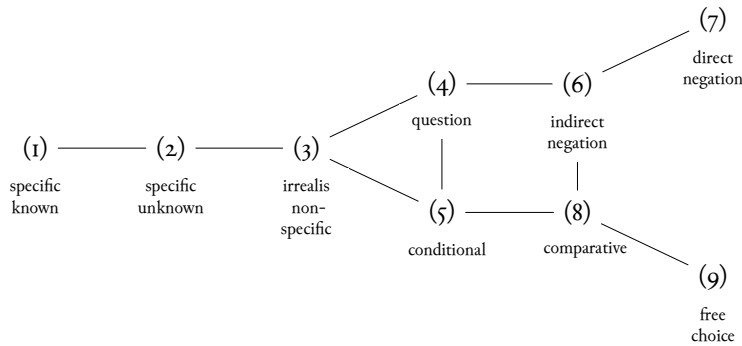 (7)
direct
negation
(4)
question
(6)
indirect
negation
(1)
specific
known
(2)
specific
unknown
(3)
irrealis
non-
specific
(5)
conditional
(8)
comparative
(9)
free
choice